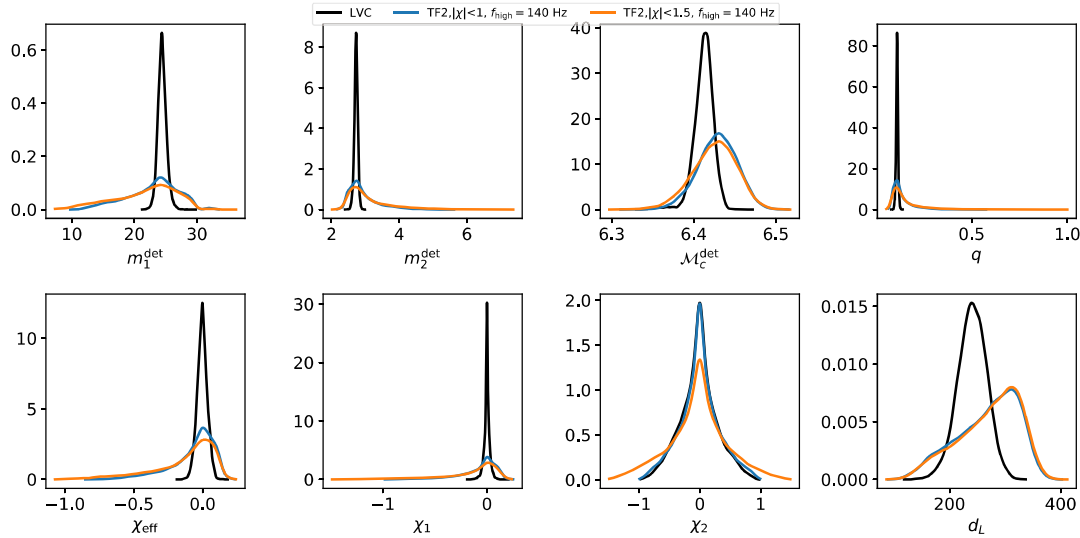 LVC TF2,|χ|<1, f_high = 140 Hz TF2,|χ|<1.5, f_high = 140 Hz
0.6
0.4
0.2
0.0
10 20 30
m_1^det
8
6
4
2
0
2 4 6
m_2^det
40
30
20
10
0
6.3 6.4 6.5
ℳ_c^det
80
60
40
20
0
0.5 1.0
q
10
5
0
−1.0 −0.5 0.0
χ_eff
30
20
10
0
−1 0
χ_1
2.0
1.5
1.0
0.5
0.0
−1 0 1
χ_2
0.015
0.010
0.005
0.000
200 400
d_L